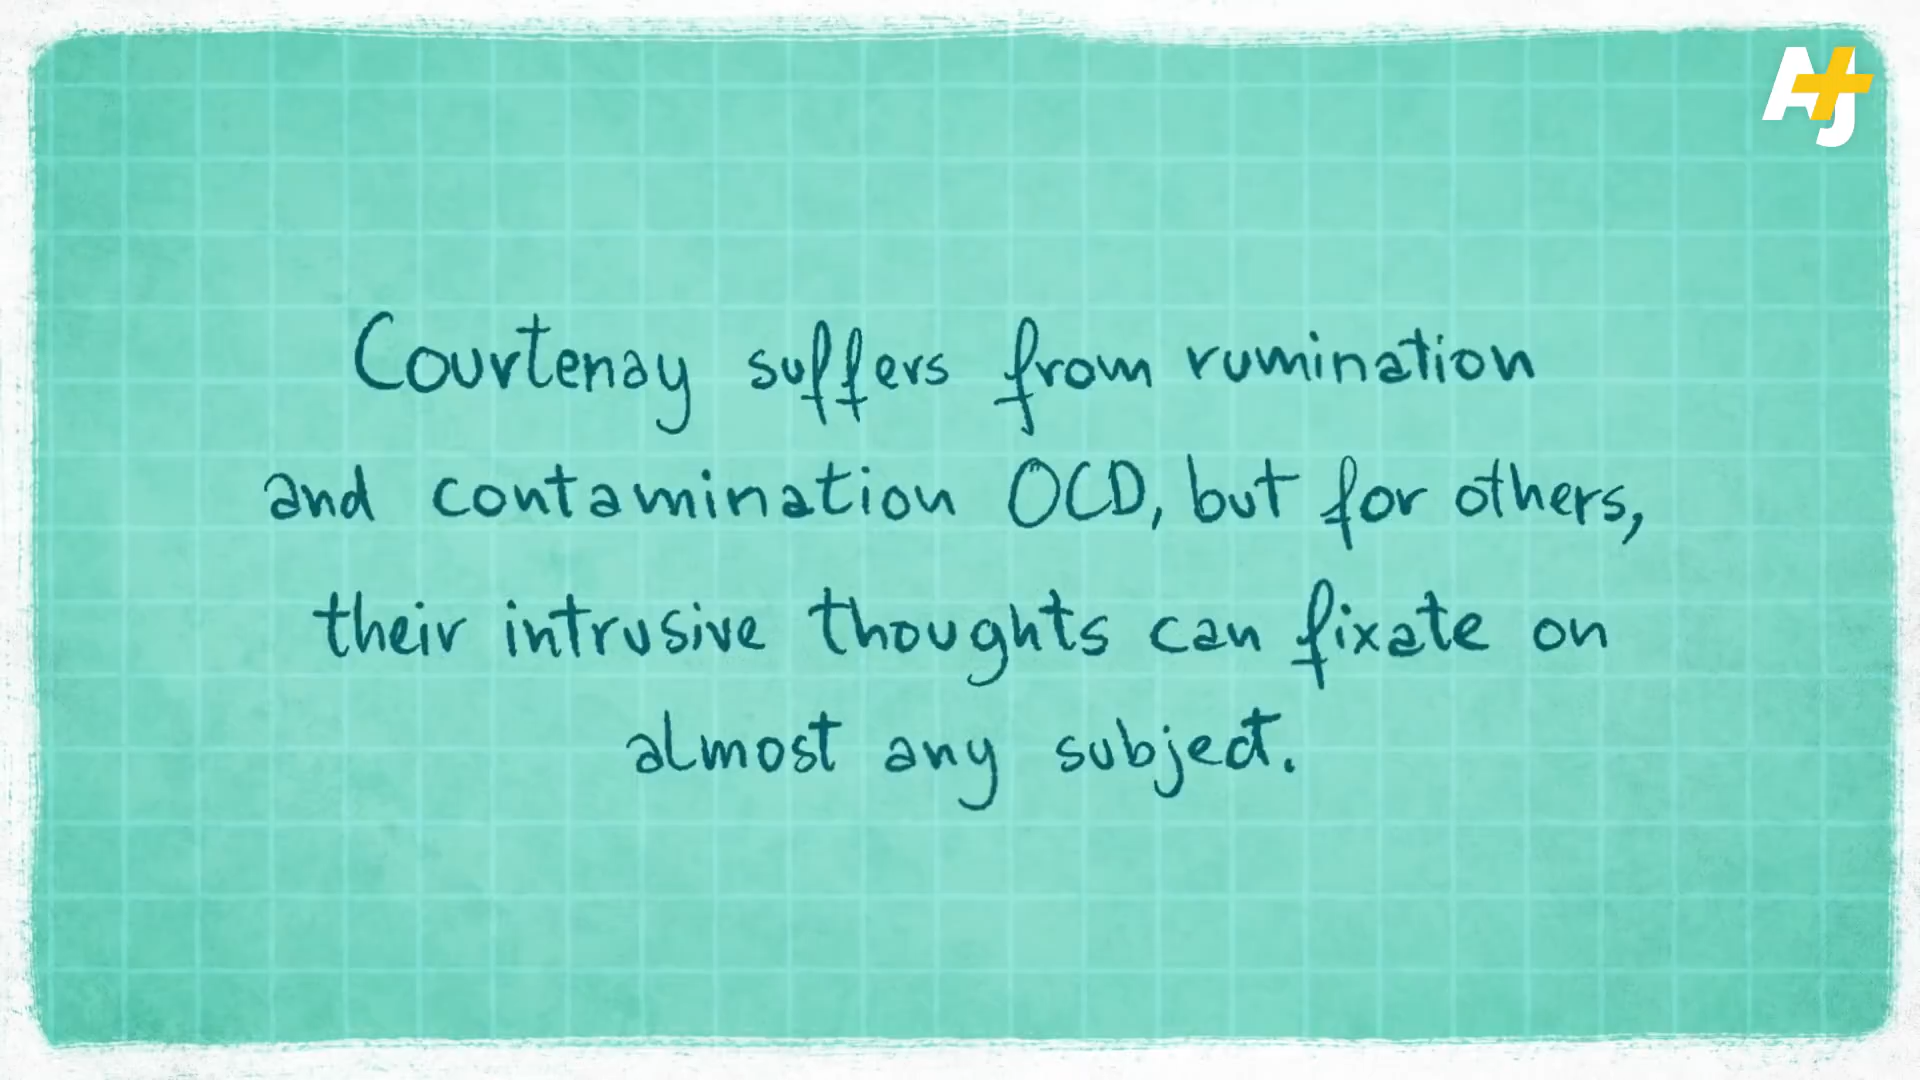 AJ+
Courtenay suffers from rumination
and contamination OCD, but for others,
their intrusive thoughts can fixate on
almost any subject.